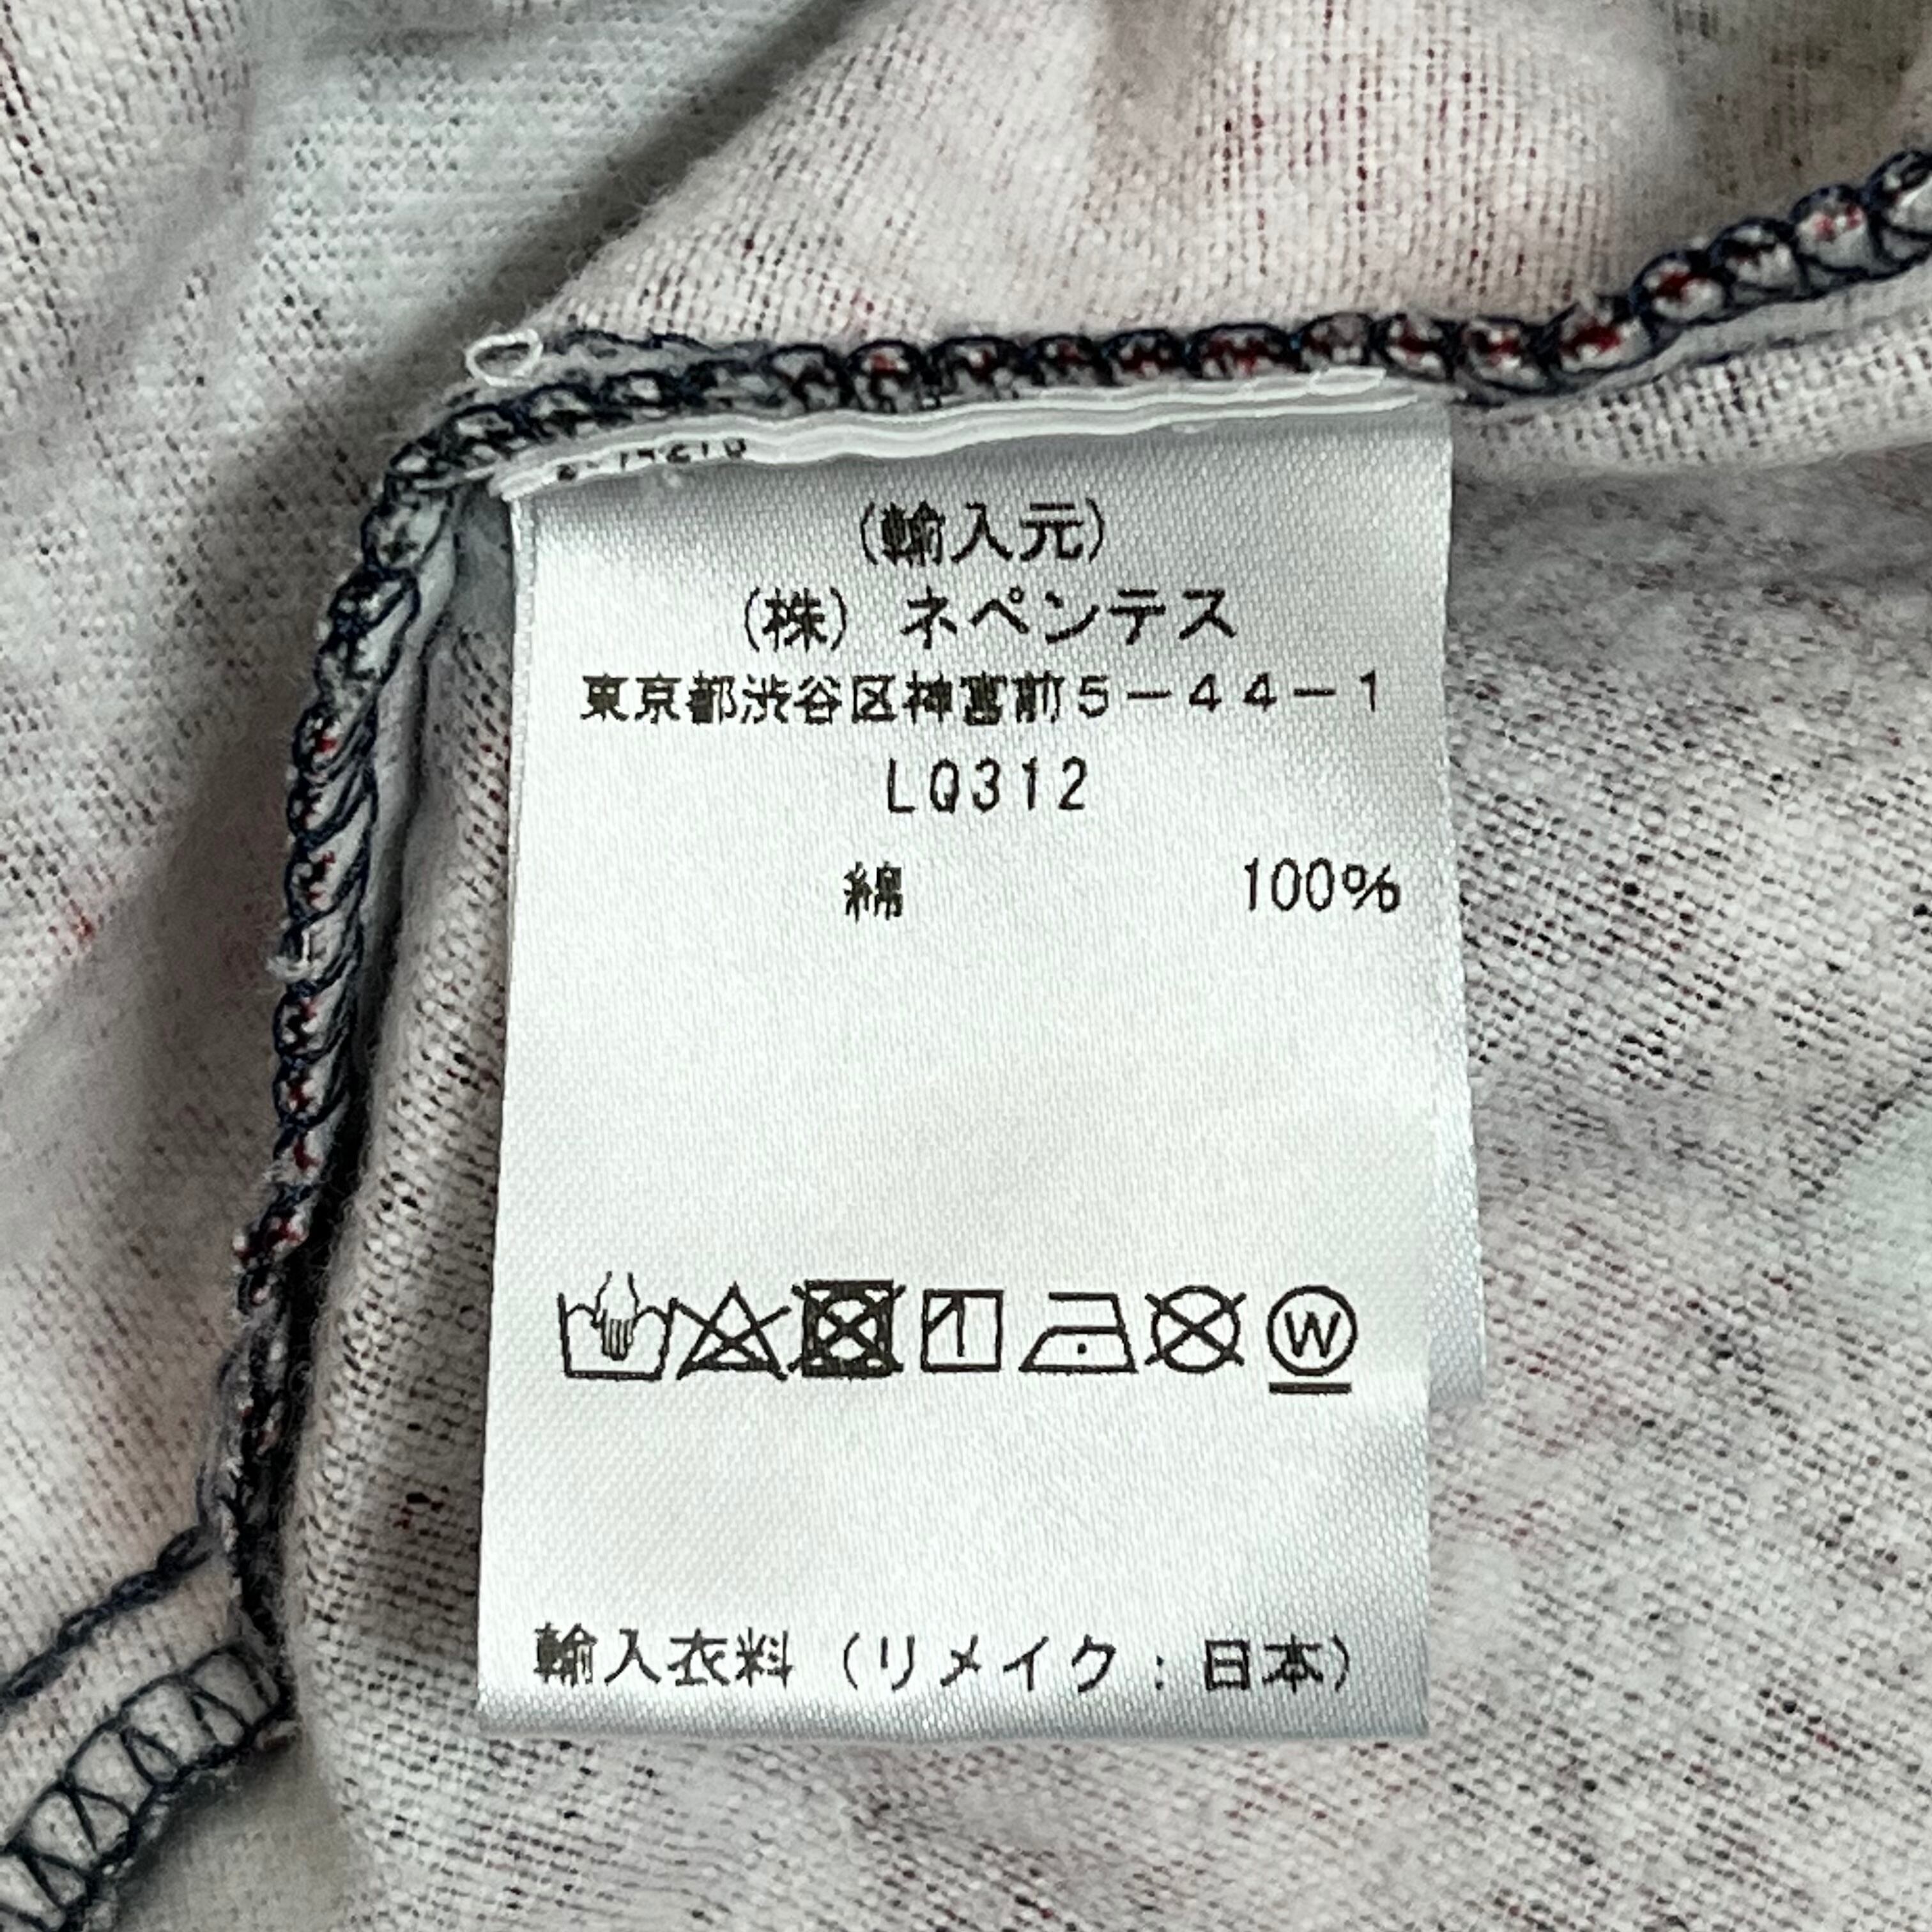 (輸入元)
(株) ネペンテス
東京都渋谷区神宮前5-44-1
LQ312
綿 100%
W
輸入衣料 (リメイク:日本)